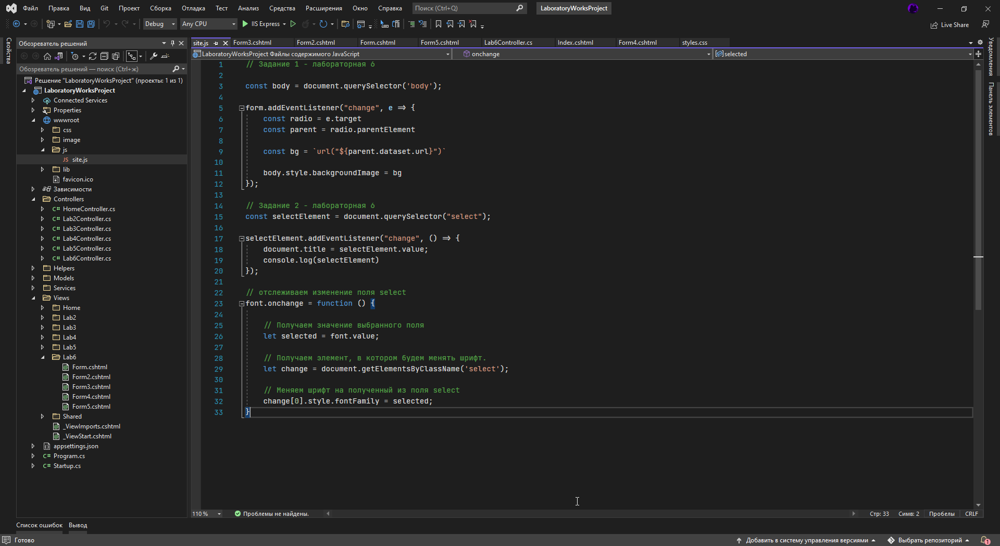 Файл Правка Вид Git Проект Сборка Отладка Тест Анализ Средства Расширения Окно Справка Поиск (Ctrl+Q) LaboratoryWorksProject
Debug Any CPU IIS Express Live Share
Свойства
Обозреватель решений
Обозреватель решений — поиск (Ctrl+ж)
Решение "LaboratoryWorksProject" (проекты: 1 из 1)
LaboratoryWorksProject
Connected Services
Properties
wwwroot
css
image
js
JS site.js
lib
favicon.ico
Зависимости
Controllers
C# HomeController.cs
C# Lab2Controller.cs
C# Lab3Controller.cs
C# Lab4Controller.cs
C# Lab5Controller.cs
C# Lab6Controller.cs
Helpers
Models
Services
Views
Home
Lab2
Lab3
Lab4
Lab5
Lab6
Form.cshtml
Form2.cshtml
Form3.cshtml
Form4.cshtml
Form5.cshtml
Shared
_ViewImports.cshtml
_ViewStart.cshtml
appsettings.json
C# Program.cs
C# Startup.cs
site.js Form3.cshtml Form2.cshtml Form.cshtml Form5.cshtml Lab6Controller.cs Index.cshtml Form4.cshtml styles.css
LaboratoryWorksProject Файлы содержимого JavaScript onchange selected
1 // Задание 1 - лабораторная 6
2
3 const body = document.querySelector('body');
4
5 form.addEventListener("change", e => {
6 const radio = e.target
7 const parent = radio.parentElement
8
9 const bg = `url("${parent.dataset.url}")`
10
11 body.style.backgroundImage = bg
12 });
13
14 // Задание 2 - лабораторная 6
15 const selectElement = document.querySelector("select");
16
17 selectElement.addEventListener("change", () => {
18 document.title = selectElement.value;
19 console.log(selectElement)
20 });
21
22 // отслеживаем изменение поля select
23 font.onchange = function () {
24
25 // Получаем значение выбранного поля
26 let selected = font.value;
27
28 // Получаем элемент, в котором будем менять шрифт.
29 let change = document.getElementsByClassName('select');
30
31 // Меняем шрифт на полученный из поля select
32 change[0].style.fontFamily = selected;
33 }
Уведомления
Панель элементов
110 % Проблемы не найдены. Стр: 33 Симв: 2 Пробелы CRLF
Список ошибок Вывод
Готово Добавить в систему управления версиями Выбрать репозиторий 1